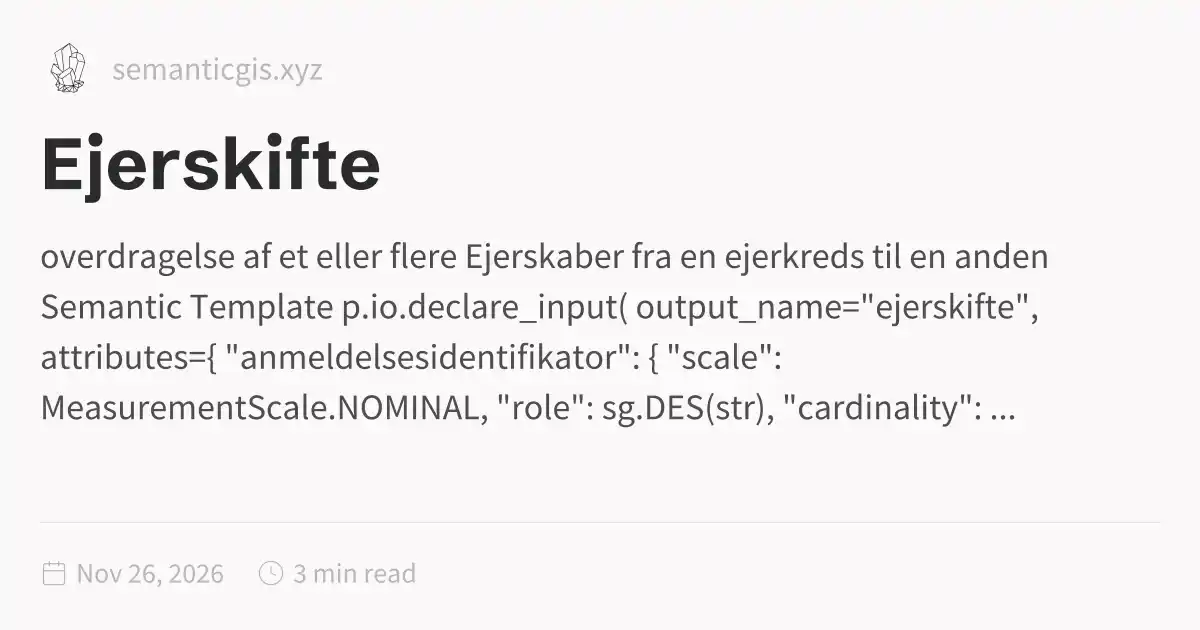 semanticgis.xyz
Ejerskifte
overdragelse af et eller flere Ejerskaber fra en ejerkreds til en anden
Semantic Template p.io.declare_input( output_name="ejerskifte",
attributes={ "anmeldelsesidentifikator": { "scale":
MeasurementScale.NOMINAL, "role": sg.DES(str), "cardinality": ...
Nov 26, 2026 3 min read